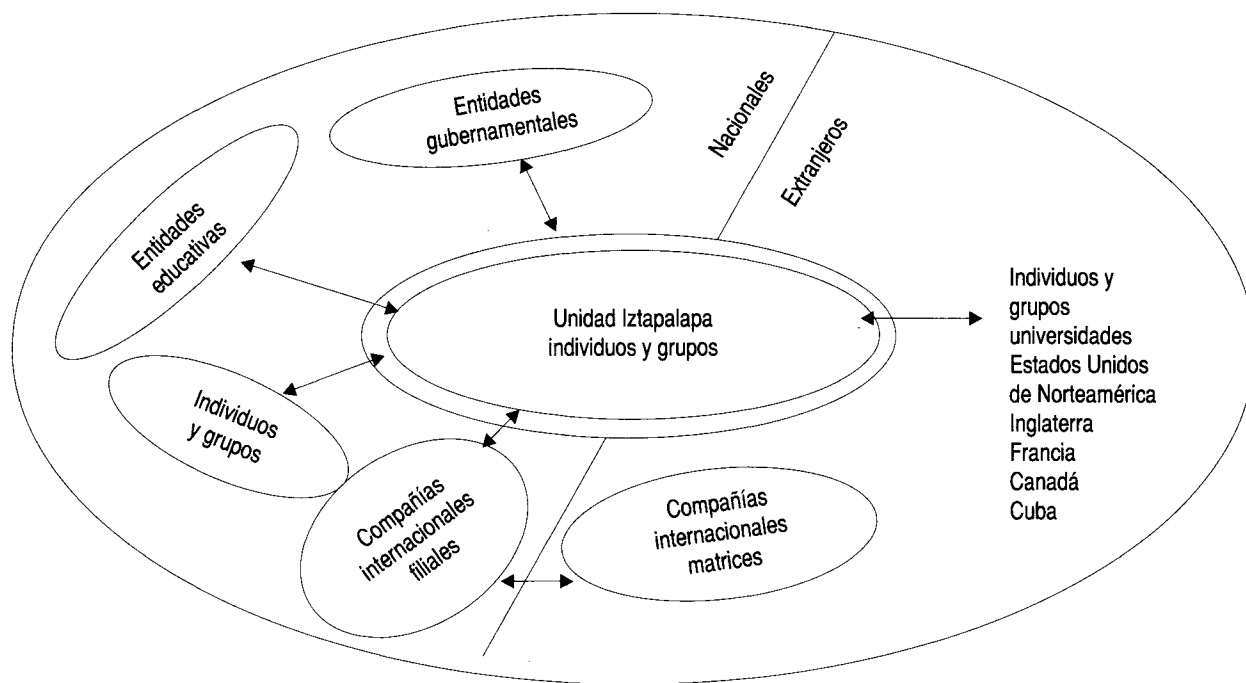 Entidades
gubernamentales
Nacionales
Extranjeros
Entidades
educativas
Unidad Iztapalapa
individuos y grupos
Individuos y
grupos
universidades
Estados Unidos
de Norteamérica
Inglaterra
Francia
Canadá
Cuba
Individuos
y grupos
Compañías
internacionales
filiales
Compañías
internacionales
matrices